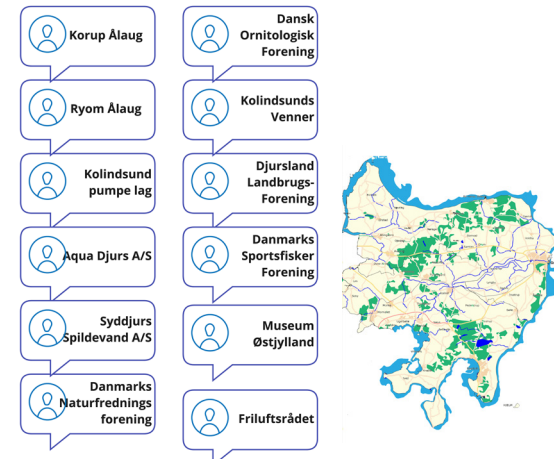 Korup Ålaug
Ryom Ålaug
Kolindsund
pumpe lag
Aqua Djurs A/S
Syddjurs
Spildevand A/S
Danmarks
Naturfrednings
forening
Dansk
Ornitologisk
Forening
Kolindsunds
Venner
Djursland
Landbrugs-
Forening
Danmarks
Sportsfisker
Forening
Museum
Østjylland
Friluftsrådet